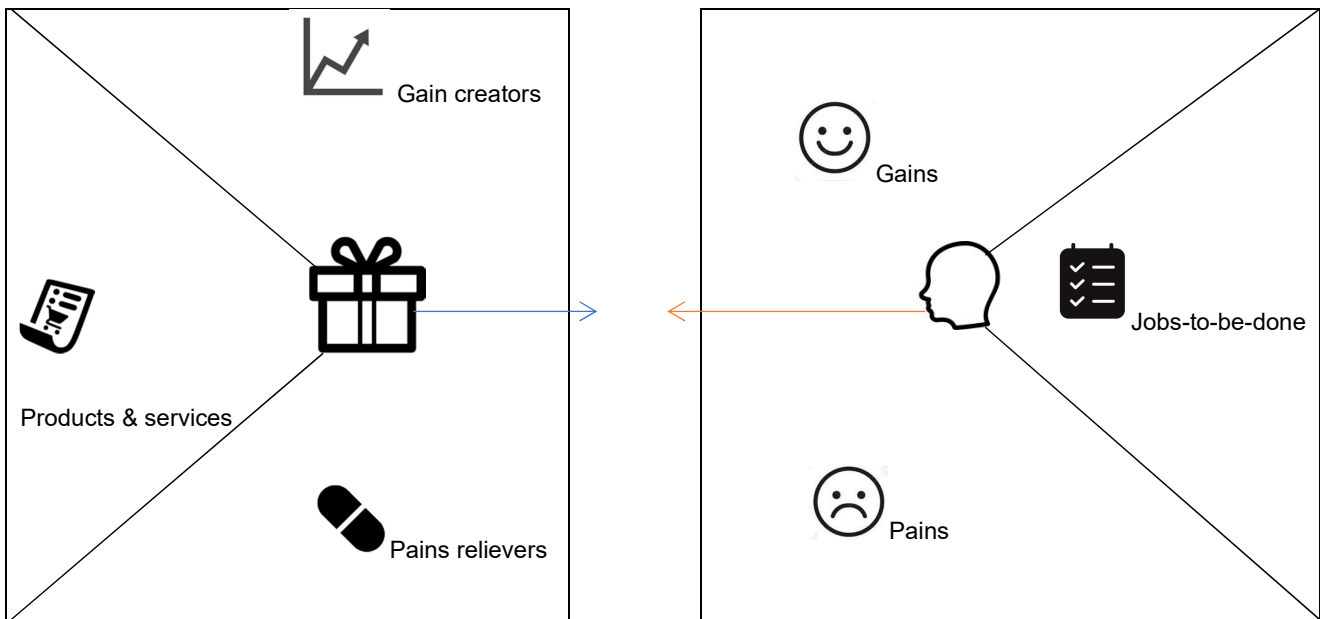 Gain creators
Products & services
Pains relievers
Gains
Jobs-to-be-done
Pains